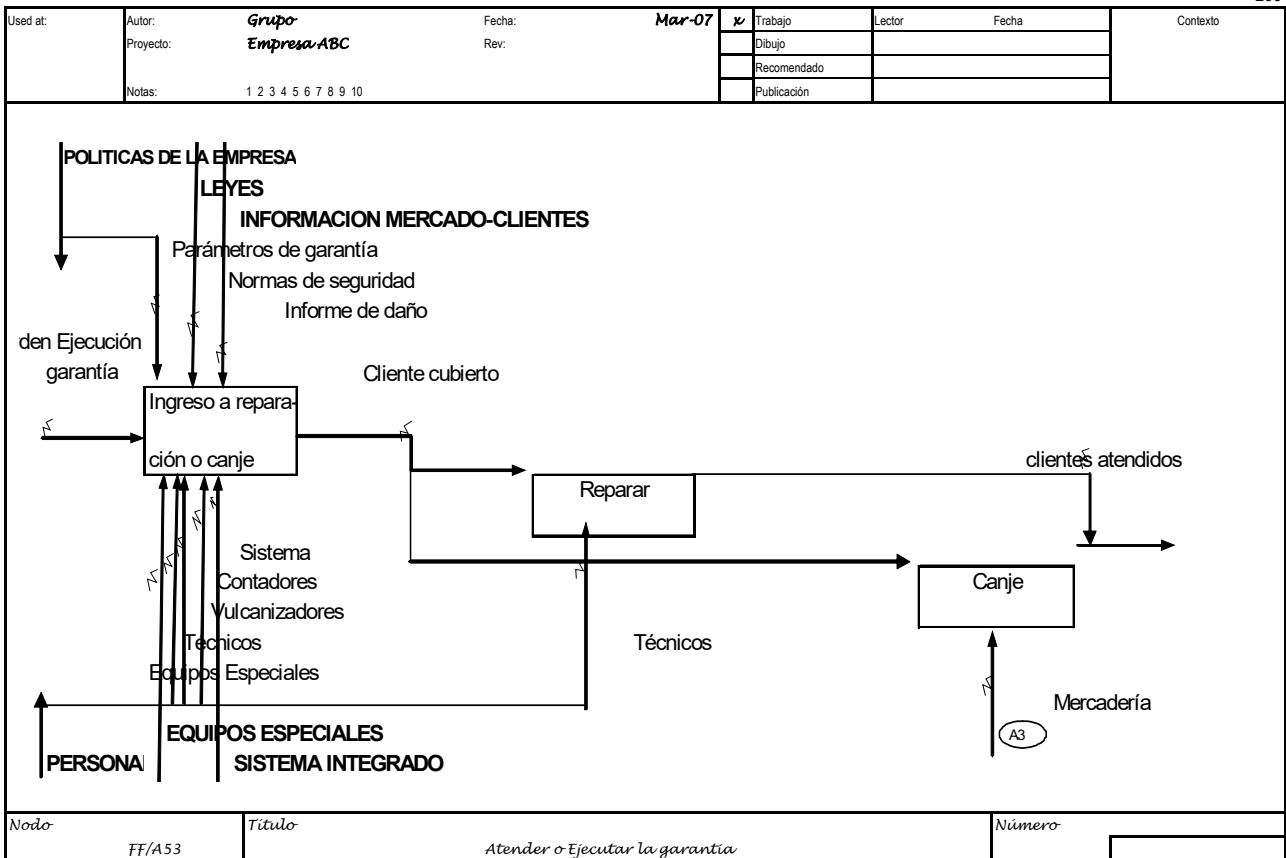 Used at: Autor: Grupo Fecha: Mar-07 x Trabajo Lector Fecha Contexto
Proyecto: Empresa ABC Rev: Dibujo
Recomendado
Notas: 1 2 3 4 5 6 7 8 9 10 Publicación
POLITICAS DE LA EMPRESA
LEYES
INFORMACION MERCADO-CLIENTES
Parámetros de garantía
Normas de seguridad
Informe de daño
den Ejecución
garantía
Cliente cubierto
Ingreso a repara-
ción o canje
clientes atendidos
Reparar
Sistema
Contadores
Vulcanizadores
Técnicos
Equipos Especiales
Canje
Técnicos
Mercadería
A3
EQUIPOS ESPECIALES
PERSONA
SISTEMA INTEGRADO
Nodo Título Número
FF/A53 Atender o Ejecutar la garantía